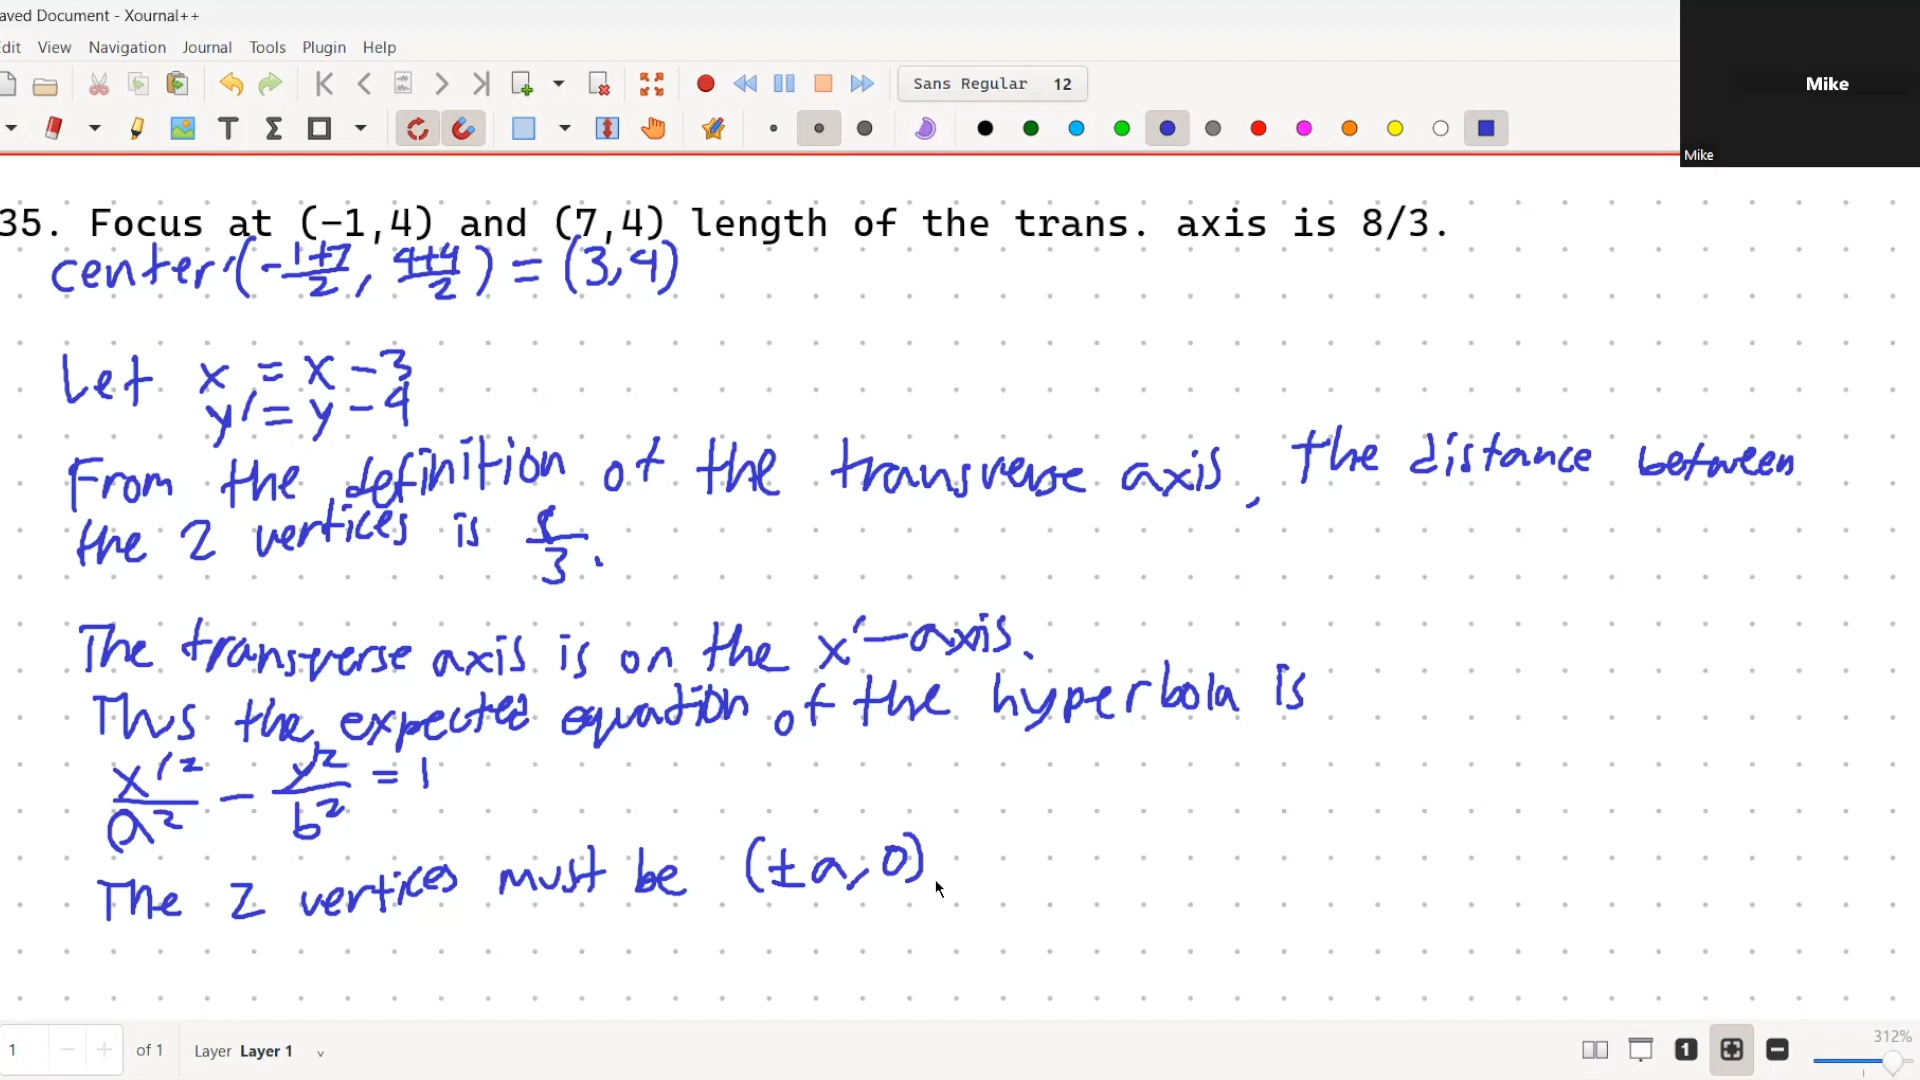 aved Document - Xournal++
dit View Navigation Journal Tools Plugin Help
Sans Regular 12
Mike
Mike
35. Focus at (-1,4) and (7,4) length of the trans. axis is 8/3.
center (-1+7/2, 4+4/2) = (3,4)
Let x = x - 3
y' = y - 4
From the definition of the transverse axis, the distance between
the 2 vertices is 8/3.
The transverse axis is on the x'-axis.
Thus the expected equation of the hyperbola is
x'²/a² - y'²/b² = 1
The 2 vertices must be (±a, 0)
1 of 1 Layer Layer 1
1
312%